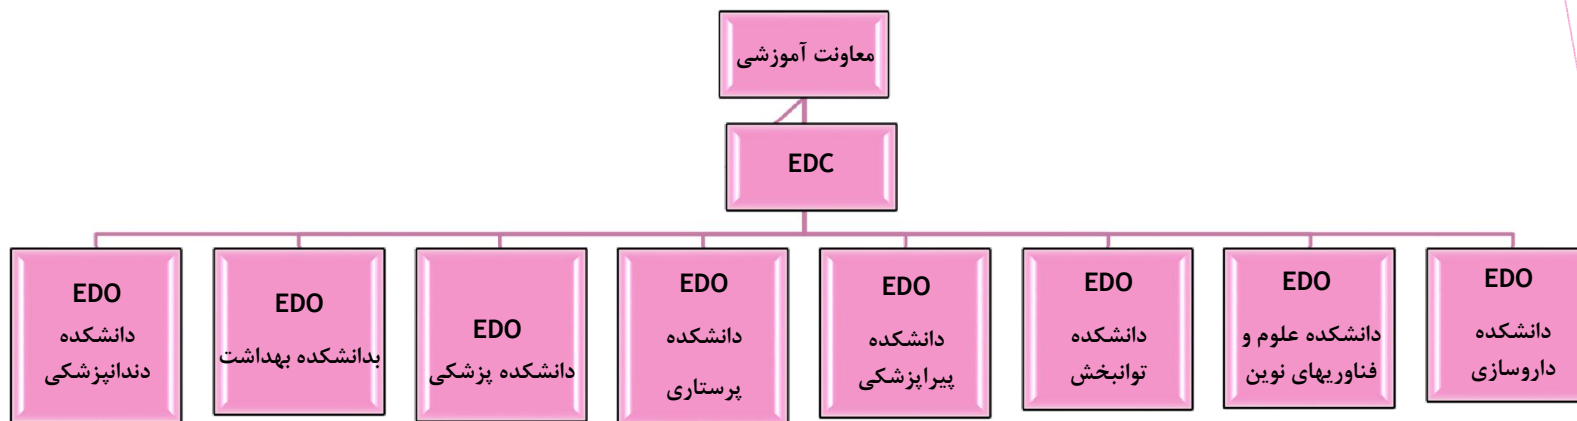 معاونت آموزشی
EDC
EDO
دانشکده
داروسازی
EDO
دانشکده علوم و
فناوریهای نوین
EDO
دانشکده
توانبخش
EDO
دانشکده
پیراپزشکی
EDO
دانشکده
پرستاری
EDO
دانشکده پزشکی
EDO
بدانشکده بهداشت
EDO
دانشکده
دندانپزشکی